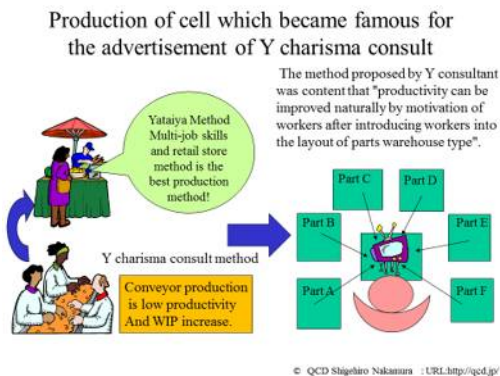 Production of cell which became famous for
the advertisement of Y charisma consult
The method proposed by Y consultant
was content that "productivity can be
improved naturally by motivation of
workers after introducing workers into
the layout of parts warehouse type".
Yataiya Method
Multi-job skills
and retail store
method is the
best production
method!
Part C
Part D
Part B
Part E
Part A
Part F
Y charisma consult method
Conveyor production
is low productivity
And WIP increase.
© QCD Shigehiro Nakamura : URL:http://qcd.jp/